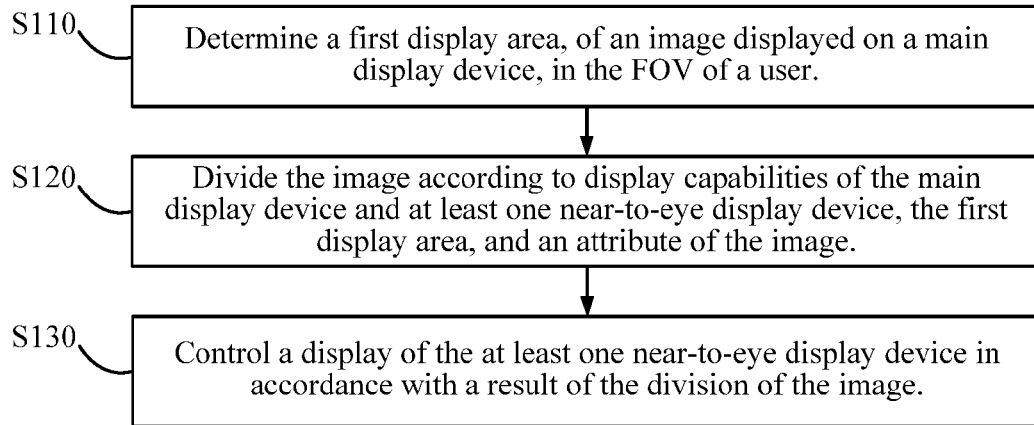 S110
Determine a first display area, of an image displayed on a main
display device, in the FOV of a user.
S120
Divide the image according to display capabilities of the main
display device and at least one near-to-eye display device, the first
display area, and an attribute of the image.
S130
Control a display of the at least one near-to-eye display device in
accordance with a result of the division of the image.